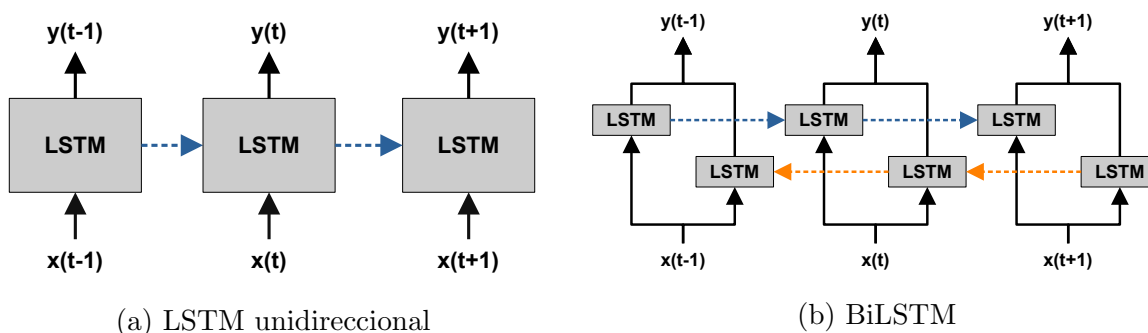 y(t-1) y(t) y(t+1)
LSTM LSTM LSTM
x(t-1) x(t) x(t+1)
(a) LSTM unidireccional
y(t-1) y(t) y(t+1)
LSTM LSTM LSTM
LSTM LSTM LSTM
x(t-1) x(t) x(t+1)
(b) BiLSTM